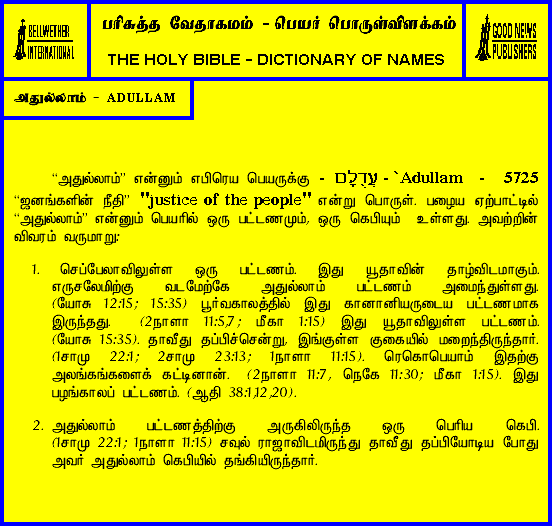 BELLWETHER
INTERNATIONAL
பரிசுத்த வேதாகமம் - பெயர் பொருள்விளக்கம்
THE HOLY BIBLE - DICTIONARY OF NAMES
GOOD NEWS
PUBLISHERS
அதுல்லாம் - ADULLAM
“அதுல்லாம்” என்னும் எபிரெய பெயருக்கு - עֲדֻלָּם - `Adullam - 5725
“ஜனங்களின் நீதி” "justice of the people" என்று பொருள். பழைய ஏற்பாட்டில்
“அதுல்லாம்” என்னும் பெயரில் ஒரு பட்டணமும், ஒரு கெபியும் உள்ளது. அவற்றின்
விவரம் வருமாறு:
1. செப்பேலாவிலுள்ள ஒரு பட்டணம். இது யூதாவின் தாழ்விடமாகும்.
எருசலேமிற்கு வடமேற்கே அதுல்லாம் பட்டணம் அமைந்துள்ளது.
(யோசு 12:15; 15:35) பூர்வகாலத்தில் இது கானானியருடைய பட்டணமாக
இருந்தது. (2நாளா 11:5,7; மீகா 1:15) இது யூதாவிலுள்ள பட்டணம்.
(யோசு 15:35). தாவீது தப்பிச்சென்று, இங்குள்ள குகையில் மறைந்திருந்தார்.
(1சாமு 22:1; 2சாமு 23:13; 1நாளா 11:15). ரெகொபெயாம் இதற்கு
அலங்கங்களைக் கட்டினான். (2நாளா 11:7, நெகே 11:30; மீகா 1:15). இது
பழங்காலப் பட்டணம். (ஆதி 38:1,12,20).
2. அதுல்லாம் பட்டணத்திற்கு அருகிலிருந்த ஒரு பெரிய கெபி.
(1சாமு 22:1; 1நாளா 11:15) சவுல் ராஜாவிடமிருந்து தாவீது தப்பியோடிய போது
அவர் அதுல்லாம் கெபியில் தங்கியிருந்தார்.